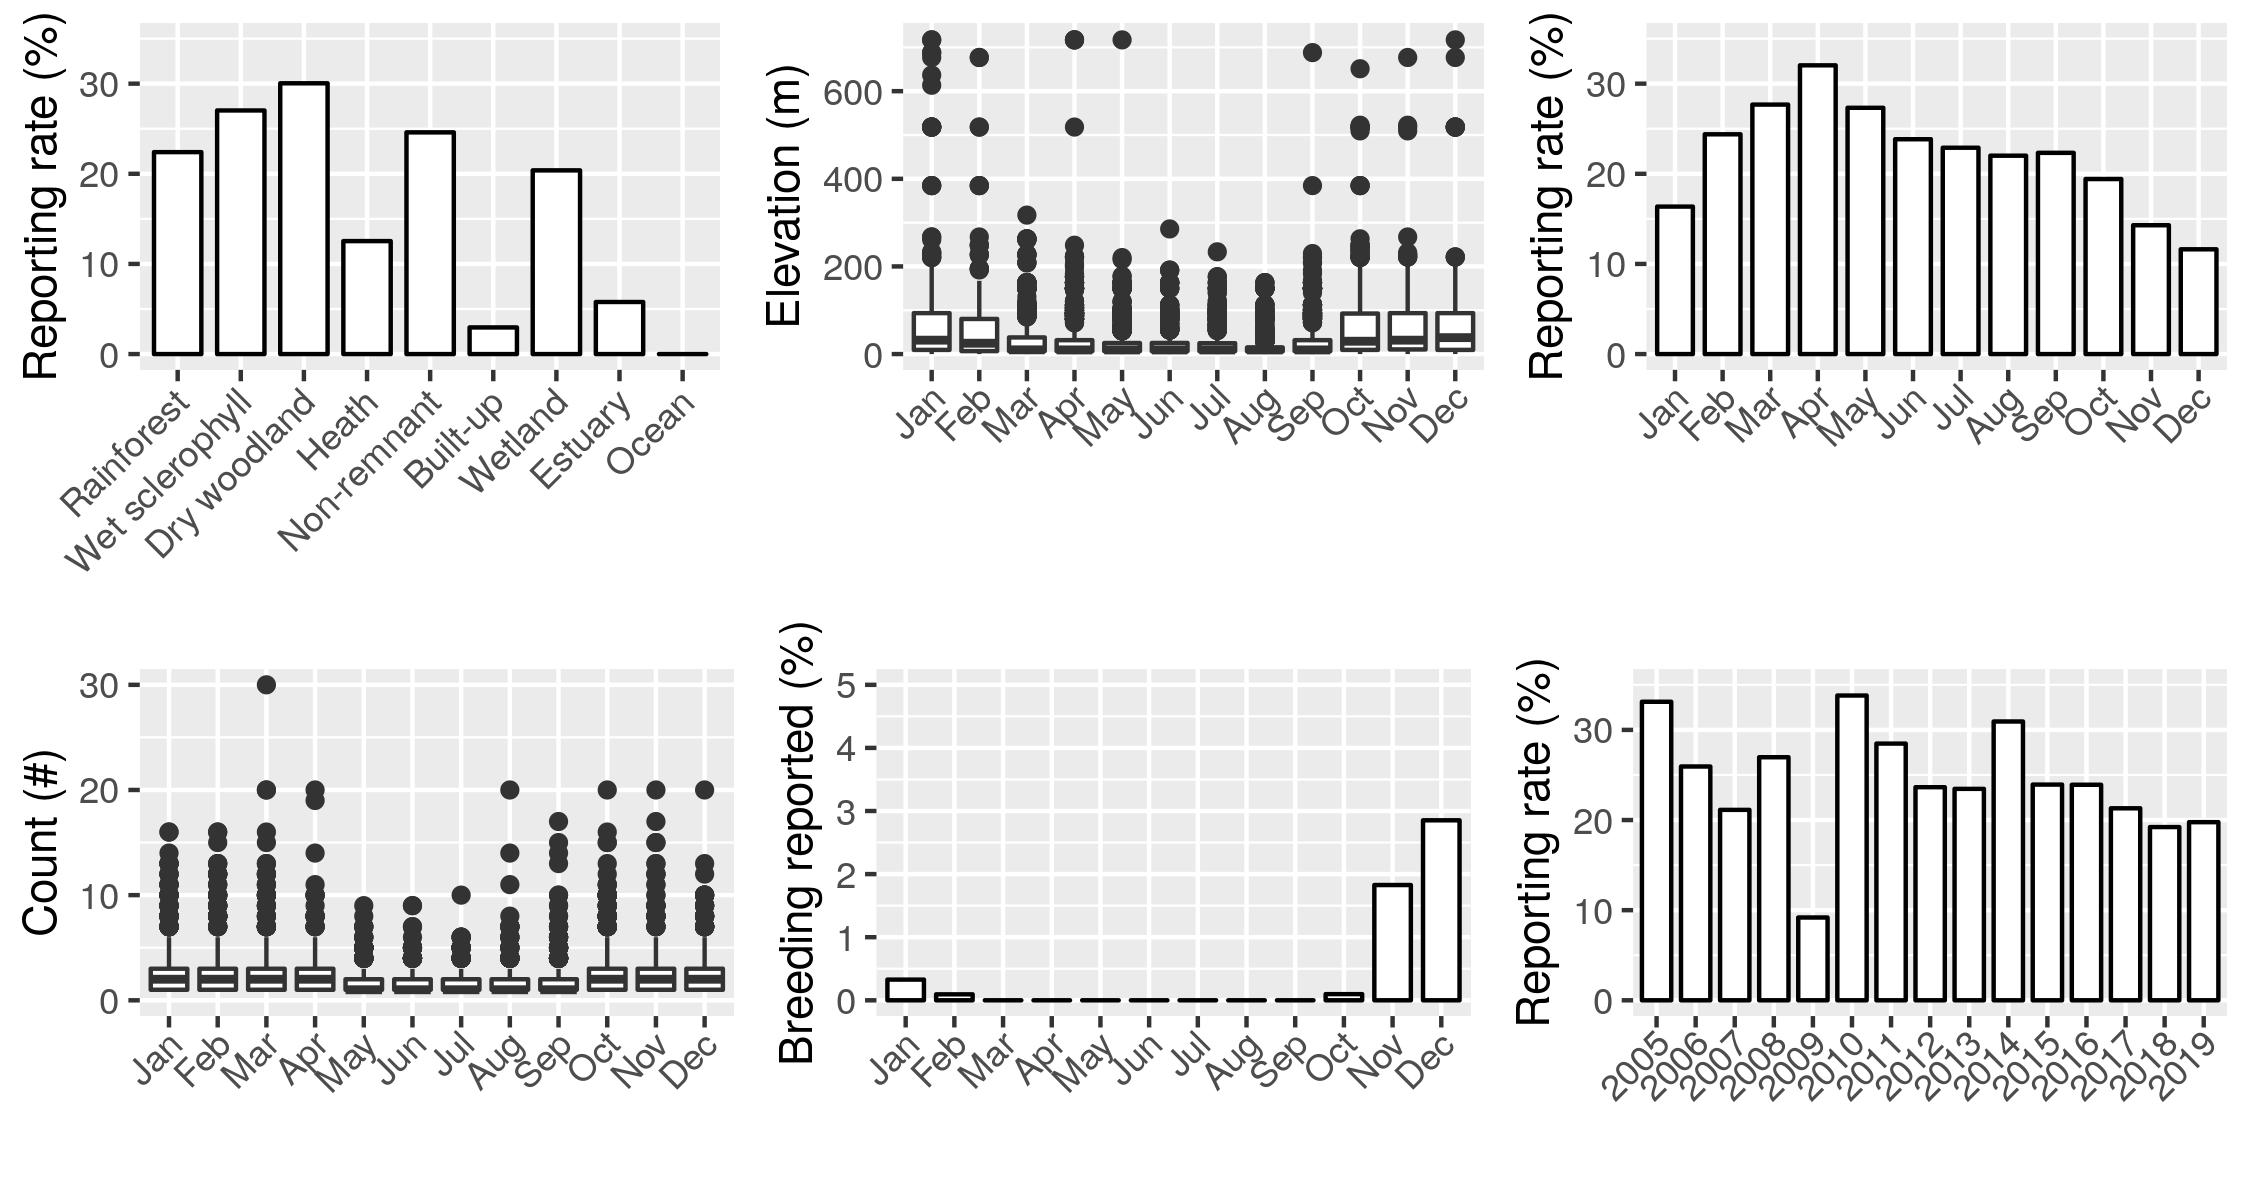 Reporting rate (%)
30
20
10
0
Rainforest
Wet sclerophyll
Dry woodland
Heath
Non-remnant
Built-up
Wetland
Estuary
Ocean
Elevation (m)
600
400
200
0
Jan
Feb
Mar
Apr
May
Jun
Jul
Aug
Sep
Oct
Nov
Dec
Reporting rate (%)
30
20
10
0
Jan
Feb
Mar
Apr
May
Jun
Jul
Aug
Sep
Oct
Nov
Dec
Count (#)
30
20
10
0
Jan
Feb
Mar
Apr
May
Jun
Jul
Aug
Sep
Oct
Nov
Dec
Breeding reported (%)
5
4
3
2
1
0
Jan
Feb
Mar
Apr
May
Jun
Jul
Aug
Sep
Oct
Nov
Dec
Reporting rate (%)
30
20
10
0
2005
2006
2007
2008
2009
2010
2011
2012
2013
2014
2015
2016
2017
2018
2019